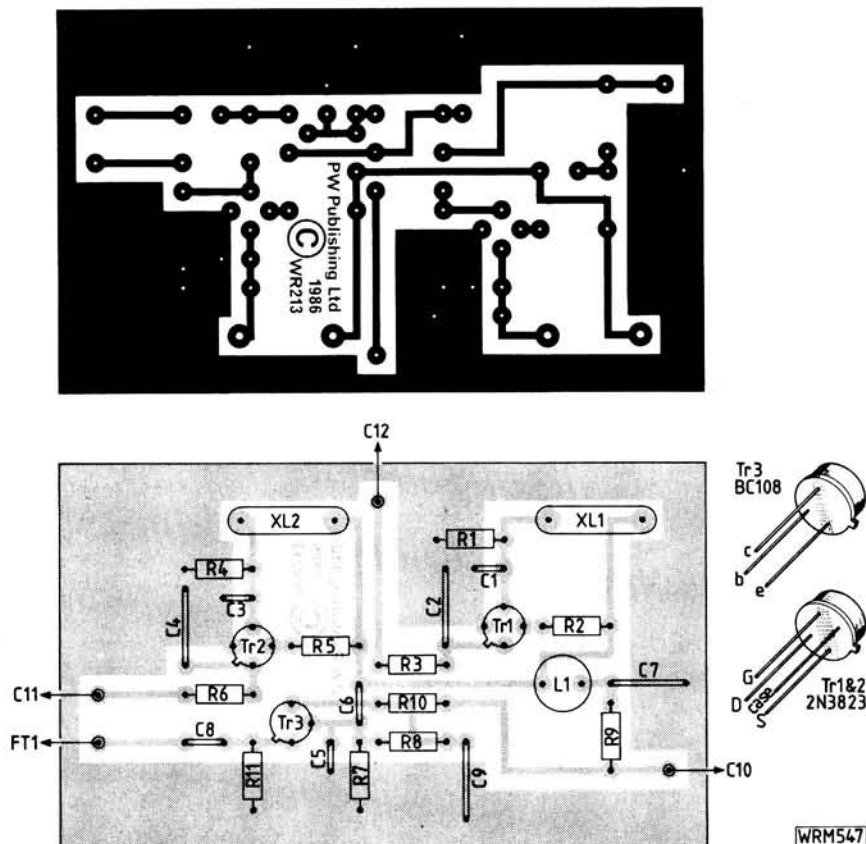 PW Publishing Ltd
© 1986
WR213
C12
XL2
XL1
R1
R4
C1
C3
C2
C4
Tr1
R2
Tr2
R5
R3
L1
C7
C11
R6
C6
R10
Tr3
R9
FT1
C8
C5
R8
R11
R7
C9
C10
Tr3
BC108
c
b
e
G
D
Case
S
Tr1&2
2N3823
WRM547